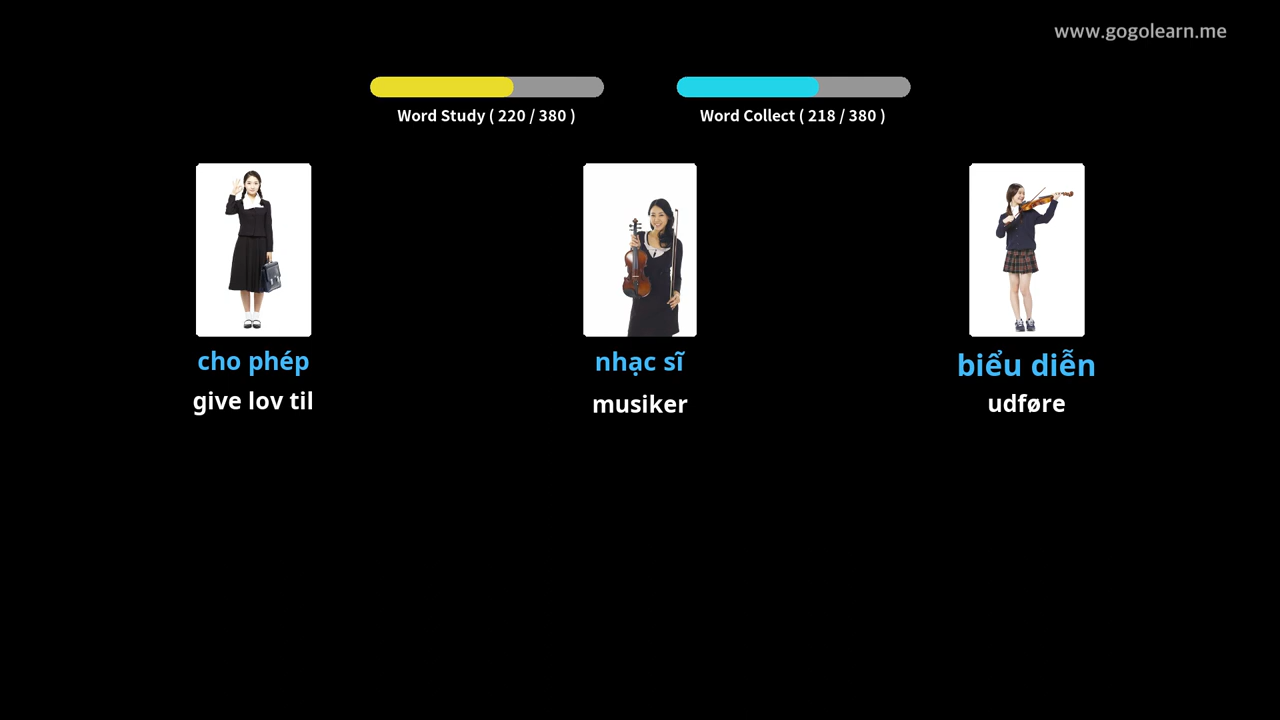 www.gogolearn.me
Word Study ( 220 / 380 )
Word Collect ( 218 / 380 )
cho phép
give lov til
nhạc sĩ
musiker
biểu diễn
udføre